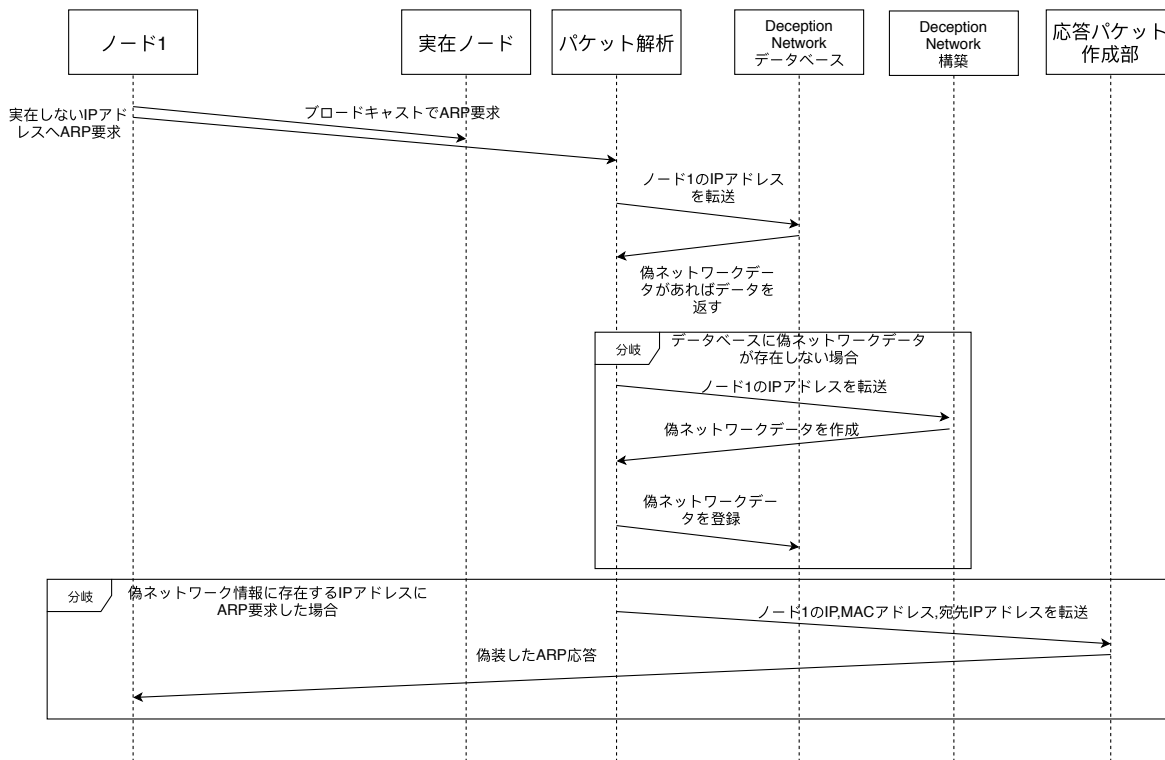 ノード1
実在ノード
パケット解析
Deception
Network
データベース
Deception
Network
構築
応答パケット
作成部
実在しないIPアド
レスへARP要求
ブロードキャストでARP要求
ノード1のIPアドレス
を転送
偽ネットワークデー
タがあればデータを
返す
分岐
データベースに偽ネットワークデータ
が存在しない場合
ノード1のIPアドレスを転送
偽ネットワークデータを作成
偽ネットワークデー
タを登録
分岐
偽ネットワーク情報に存在するIPアドレスに
ARP要求した場合
ノード1のIP,MACアドレス,宛先IPアドレスを転送
偽装したARP応答